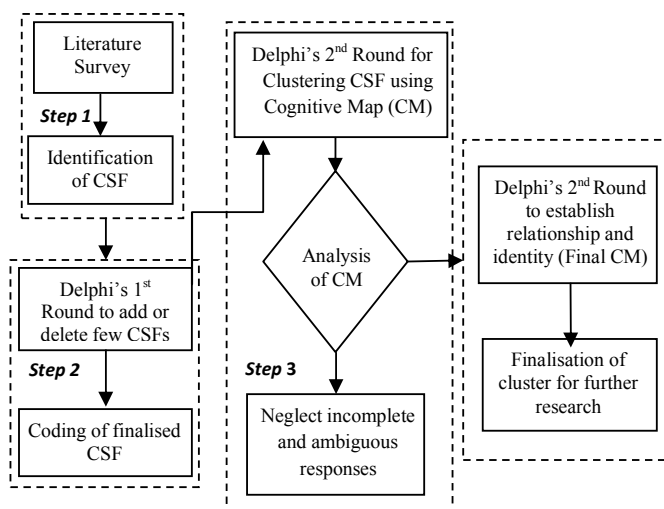 Literature
Survey
Step 1
Identification
of CSF
Delphi's 1st
Round to add or
delete few CSFs
Step 2
Coding of finalised
CSF
Delphi's 2nd Round for
Clustering CSF using
Cognitive Map (CM)
Analysis
of CM
Step 3
Neglect incomplete
and ambiguous
responses
Delphi's 2nd Round
to establish
relationship and
identity (Final CM)
Finalisation of
cluster for further
research